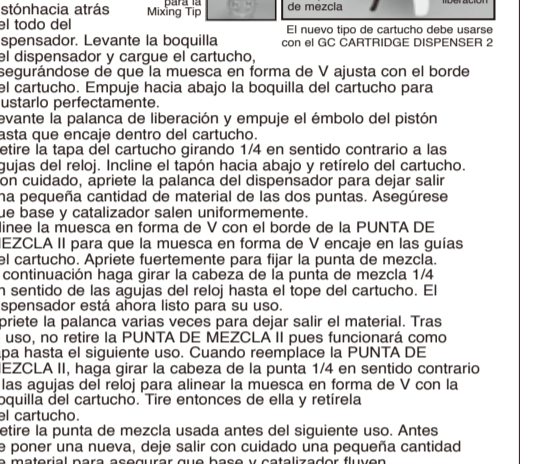 stónhacia atrás
el todo del
spensador. Levante la boquilla
el dispensador y cargue el cartucho,
segurándose de que la muesca en forma de V ajusta con el borde
el cartucho. Empuje hacia abajo la boquilla del cartucho para
ustarlo perfectamente.
evante la palanca de liberación y empuje el émbolo del pistón
asta que encaje dentro del cartucho.
etire la tapa del cartucho girando 1/4 en sentido contrario a las
gujas del reloj. Incline el tapón hacia abajo y retírelo del cartucho.
on cuidado, apriete la palanca del dispensador para dejar salir
na pequeña cantidad de material de las dos puntas. Asegúrese
ue base y catalizador salen uniformemente.
linee la muesca en forma de V con el borde de la PUNTA DE
MEZCLA II para que la muesca en forma de V encaje en las guías
el cartucho. Apriete fuertemente para fijar la punta de mezcla.
continuación haga girar la cabeza de la punta de mezcla 1/4
n sentido de las agujas del reloj hasta el tope del cartucho. El
spensador está ahora listo para su uso.
priete la palanca varias veces para dejar salir el material. Tras
uso, no retire la PUNTA DE MEZCLA II pues funcionará como
apa hasta el siguiente uso. Cuando reemplace la PUNTA DE
MEZCLA II, haga girar la cabeza de la punta 1/4 en sentido contrario
las agujas del reloj para alinear la muesca en forma de V con la
oquilla del cartucho. Tire entonces de ella y retírela
el cartucho.
etire la punta de mezcla usada antes del siguiente uso. Antes
e poner una nueva, deje salir con cuidado una pequeña cantidad
e material para asegurar que base y catalizador fluyen
para la
Mixing Tip
de mezcla
liberación
El nuevo tipo de cartucho debe usarse
con el GC CARTRIDGE DISPENSER 2